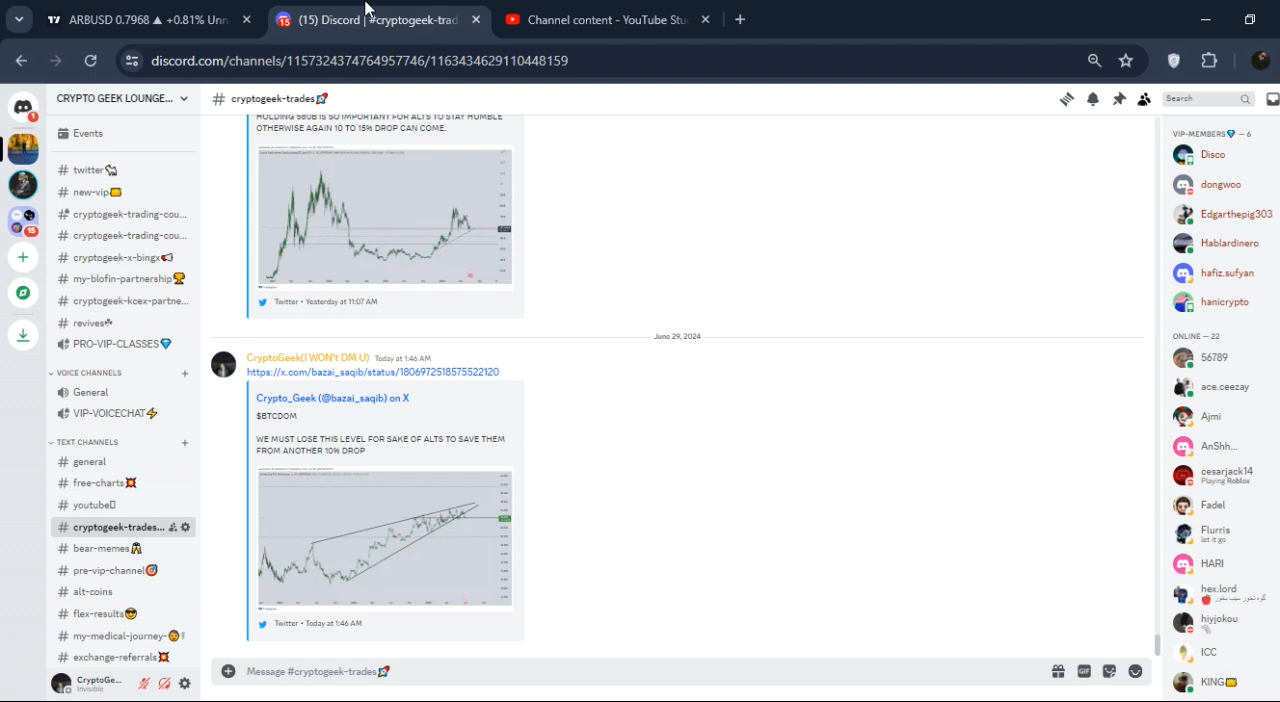 ARBUSD 0.7968 ▲ +0.81% Unn
(15) Discord | #cryptogeek-trad
Channel content - YouTube Stu
discord.com/channels/1157324374764957746/1163434629110448159
CRYPTO GEEK LOUNGE...
Events
# twitter
# new-vip
cryptogeek-trading-cou...
# cryptogeek-trading-cou...
# cryptogeek-x-bingx
# my-blofin-partnership
# cryptogeek-kcex-partne...
# revives
PRO-VIP-CLASSES
VOICE CHANNELS
General
VIP-VOICECHAT
TEXT CHANNELS
# general
# free-charts
# youtube
# cryptogeek-trades...
# bear-memes
# pre-vip-channel
# alt-coins
# flex-results
# my-medical-journey-
# exchange-referrals
CryptoGe...
Invisible
1
15
# cryptogeek-trades
Search
HOLDING 580B IS SO IMPORTANT FOR ALTS TO STAY HUMBLE
OTHERWISE AGAIN 10 TO 15% DROP CAN COME.
Twitter • Yesterday at 11:07 AM
June 29, 2024
CryptoGeek(I WON't DM U) Today at 1:46 AM
https://x.com/bazai_saqib/status/1806972518575522120
Crypto_Geek (@bazai_saqib) on X
$BTCDOM
WE MUST LOSE THIS LEVEL FOR SAKE OF ALTS TO SAVE THEM
FROM ANOTHER 10% DROP
Twitter • Today at 1:46 AM
Message #cryptogeek-trades
GIF
VIP-MEMBERS — 6
Disco
dongwoo
Edgarthepig303
Hablardinero
hafiz.sufyan
hanicrypto
ONLINE — 22
56789
ace.ceezay
Ajmi
AnShh...
cesarjack14
Playing Roblox
Fadel
Flurris
let it go
HARI
hex.lord
hiyjokou
ICC
KING